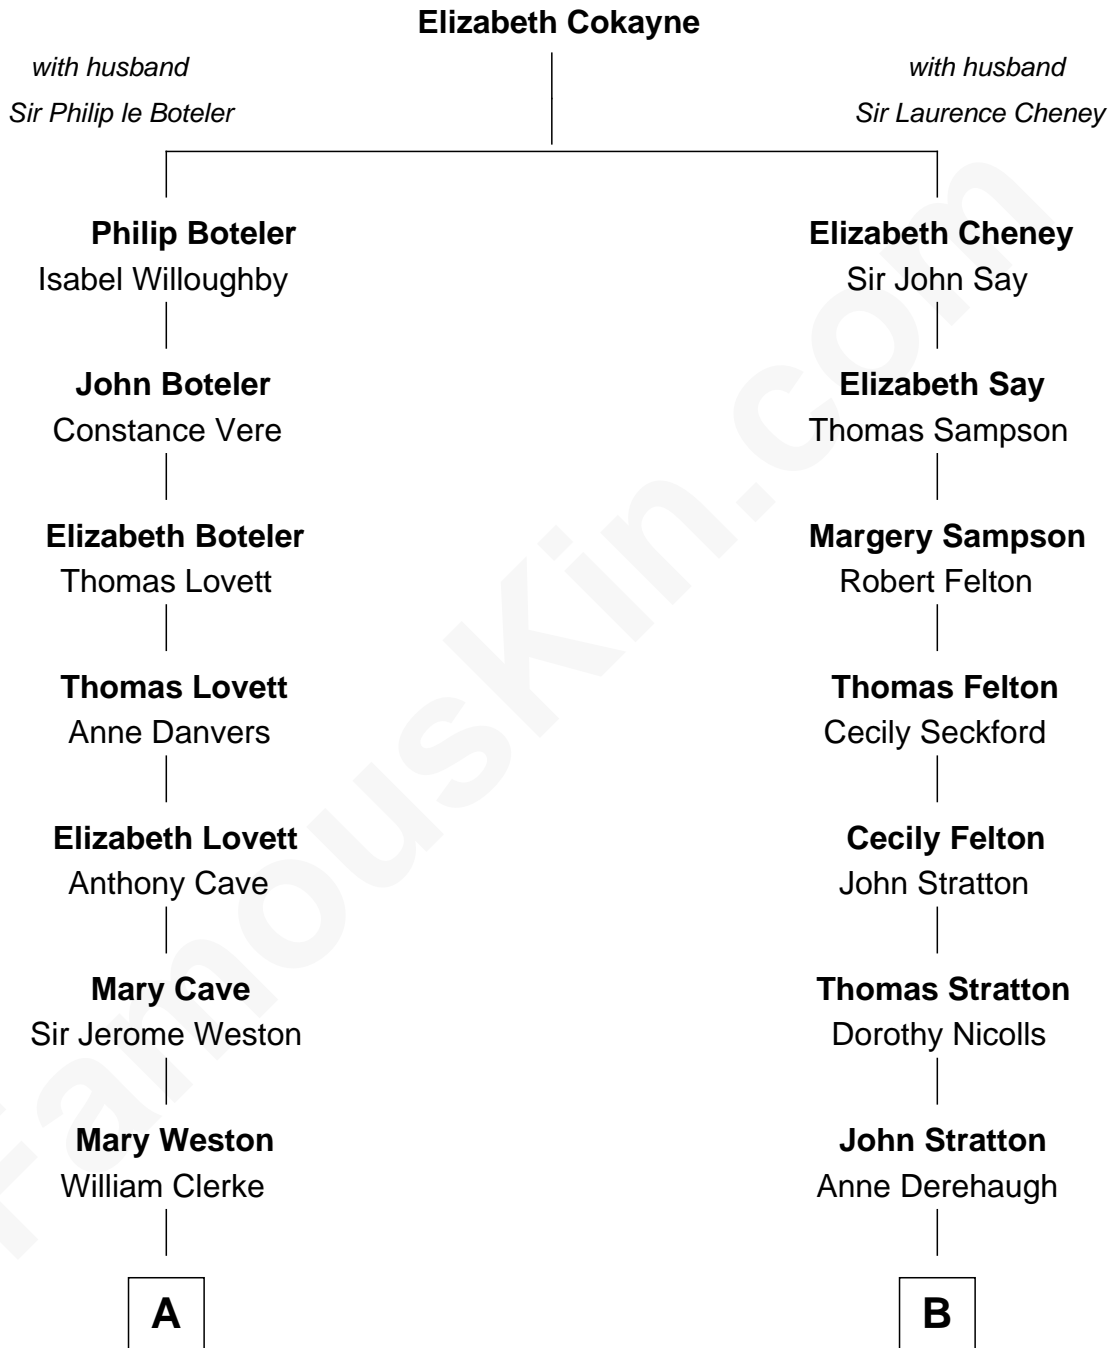 Elizabeth Cokayne
with husband
Sir Philip le Boteler
with husband
Sir Laurence Cheney
Philip Boteler
Isabel Willoughby
John Boteler
Constance Vere
Elizabeth Boteler
Thomas Lovett
Thomas Lovett
Anne Danvers
Elizabeth Lovett
Anthony Cave
Mary Cave
Sir Jerome Weston
Mary Weston
William Clerke
A
Elizabeth Cheney
Sir John Say
Elizabeth Say
Thomas Sampson
Margery Sampson
Robert Felton
Thomas Felton
Cecily Seckford
Cecily Felton
John Stratton
Thomas Stratton
Dorothy Nicolls
John Stratton
Anne Derehaugh
B
FamousKin.com